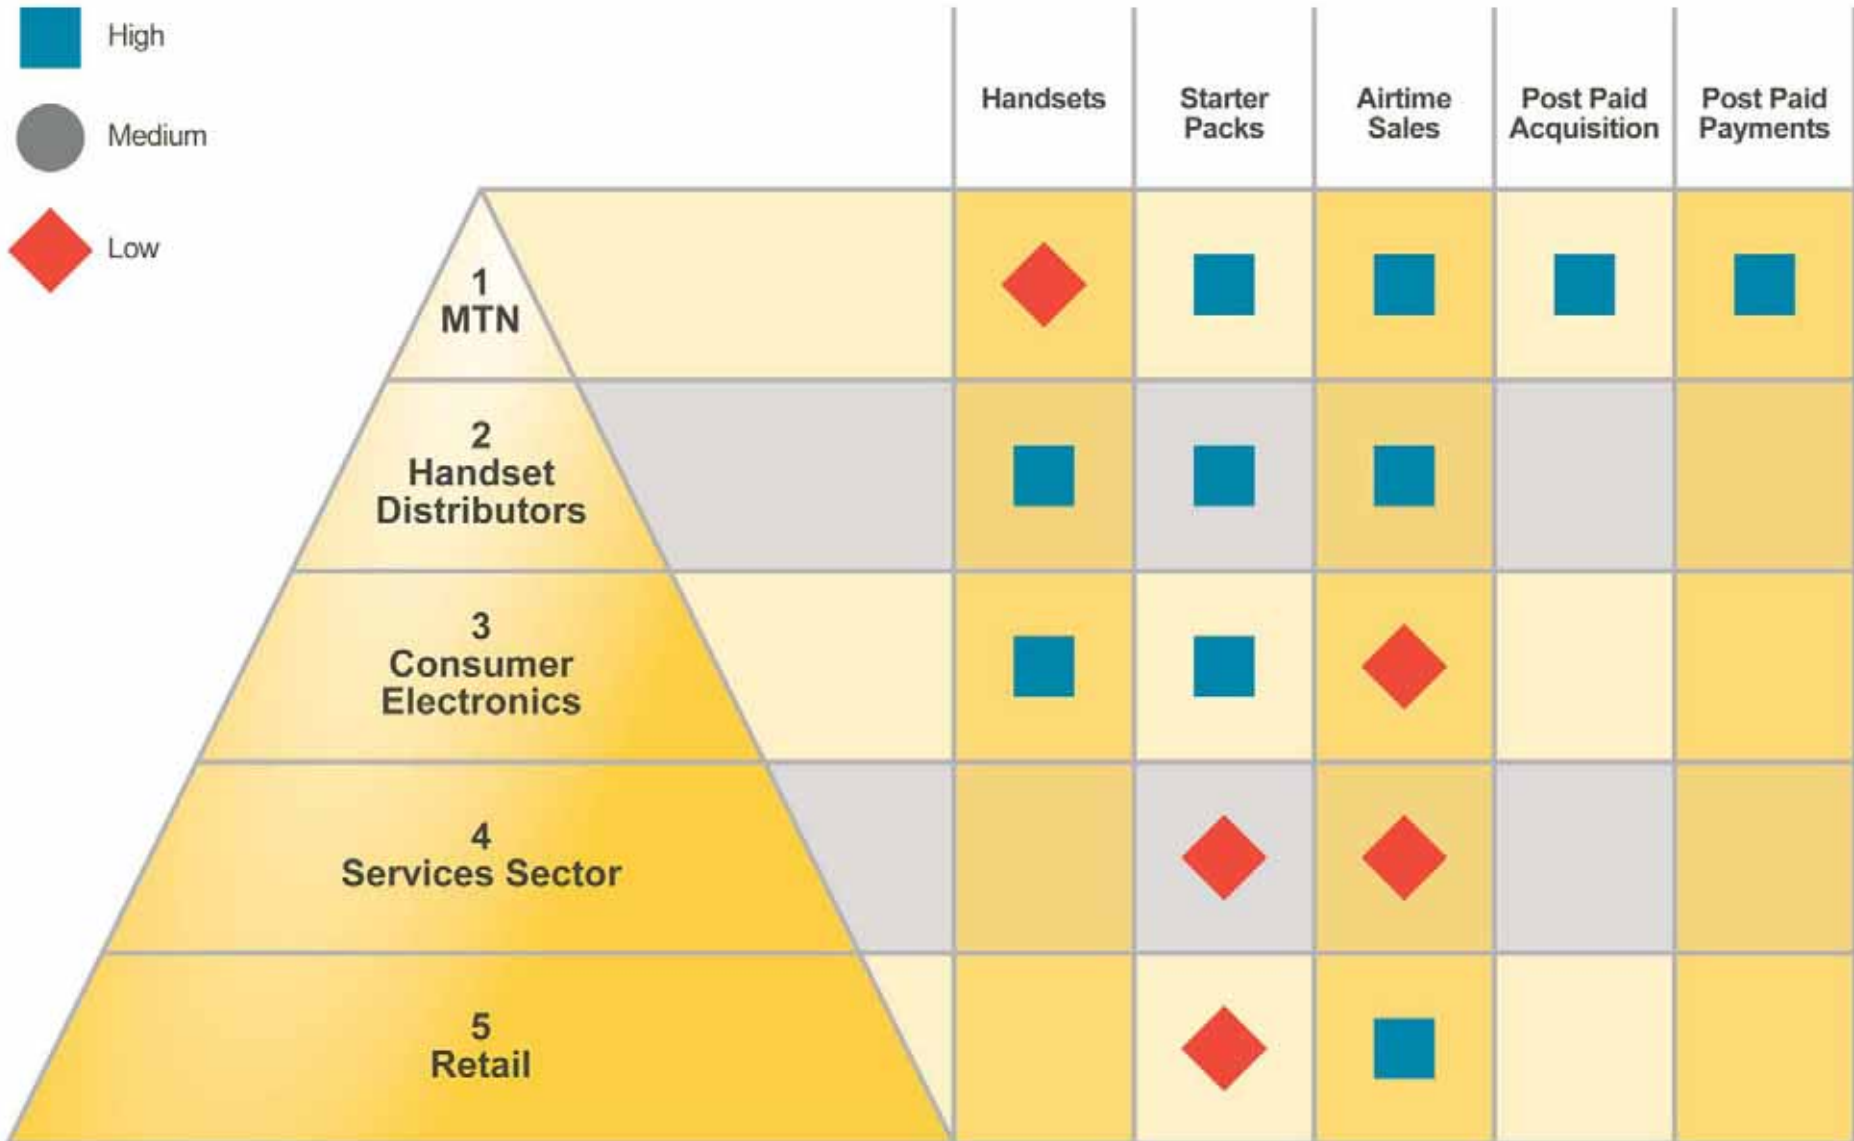 High
Medium
Low
Handsets
Starter
Packs
Airtime
Sales
Post Paid
Acquisition
Post Paid
Payments
1
MTN
2
Handset
Distributors
3
Consumer
Electronics
4
Services Sector
5
Retail